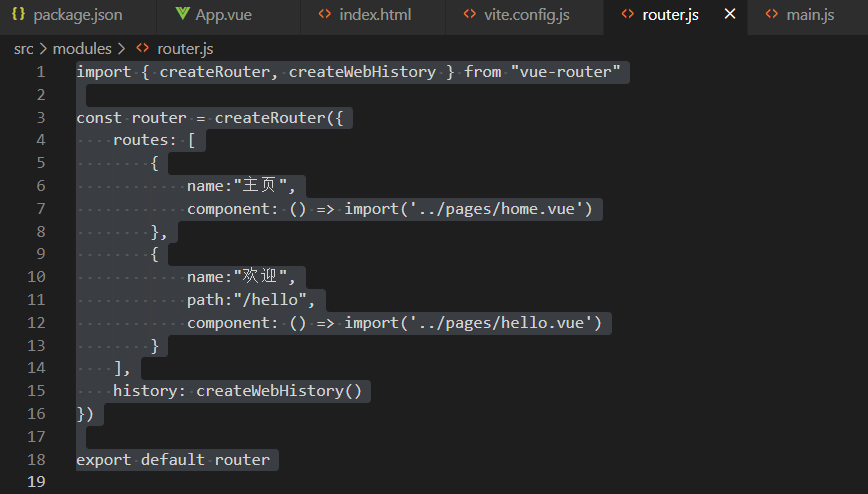 package.json App.vue index.html vite.config.js router.js main.js
src > modules > router.js
1 import { createRouter, createWebHistory } from "vue-router"
2
3 const router = createRouter({
4     routes: [
5         {
6             name:"主页",
7             component: () => import('../pages/home.vue')
8         },
9         {
10             name:"欢迎",
11             path:"/hello",
12             component: () => import('../pages/hello.vue')
13         }
14     ],
15     history: createWebHistory()
16 })
17
18 export default router
19